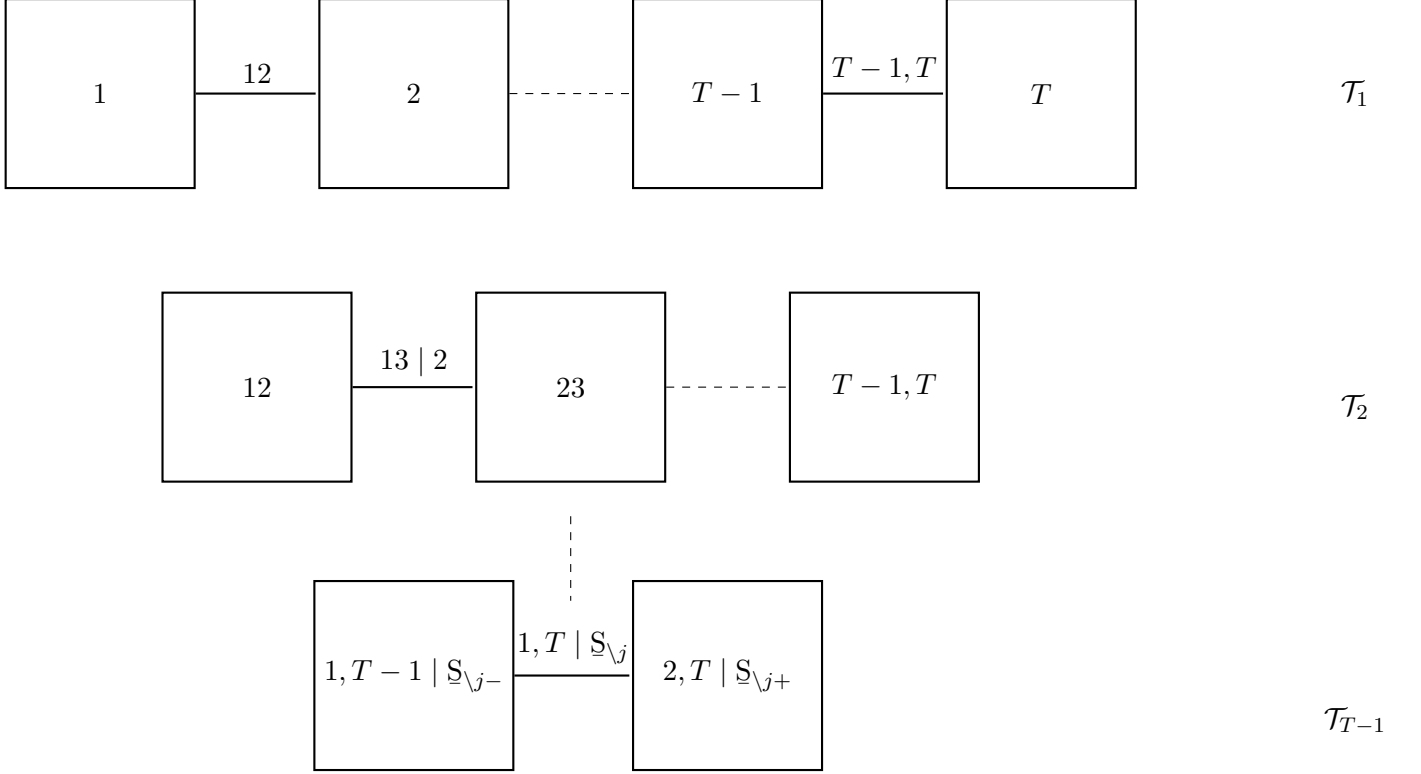 12
T − 1, T
1
2
T − 1
T
𝒯₁
13 | 2
12
23
T − 1, T
𝒯₂
1, T | S̲\j
1, T − 1 | S̲\j−
2, T | S̲\j+
𝒯T−1